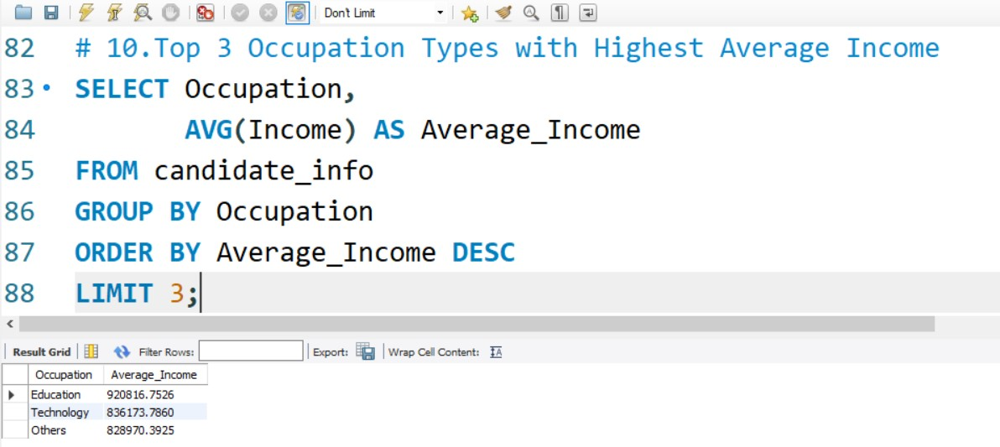 Don't Limit
82 # 10.Top 3 Occupation Types with Highest Average Income
83 SELECT Occupation,
84 AVG(Income) AS Average_Income
85 FROM candidate_info
86 GROUP BY Occupation
87 ORDER BY Average_Income DESC
88 LIMIT 3;
Result Grid Filter Rows: Export: Wrap Cell Content:
Occupation Average_Income
Education 920816.7526
Technology 836173.7860
Others 828970.3925